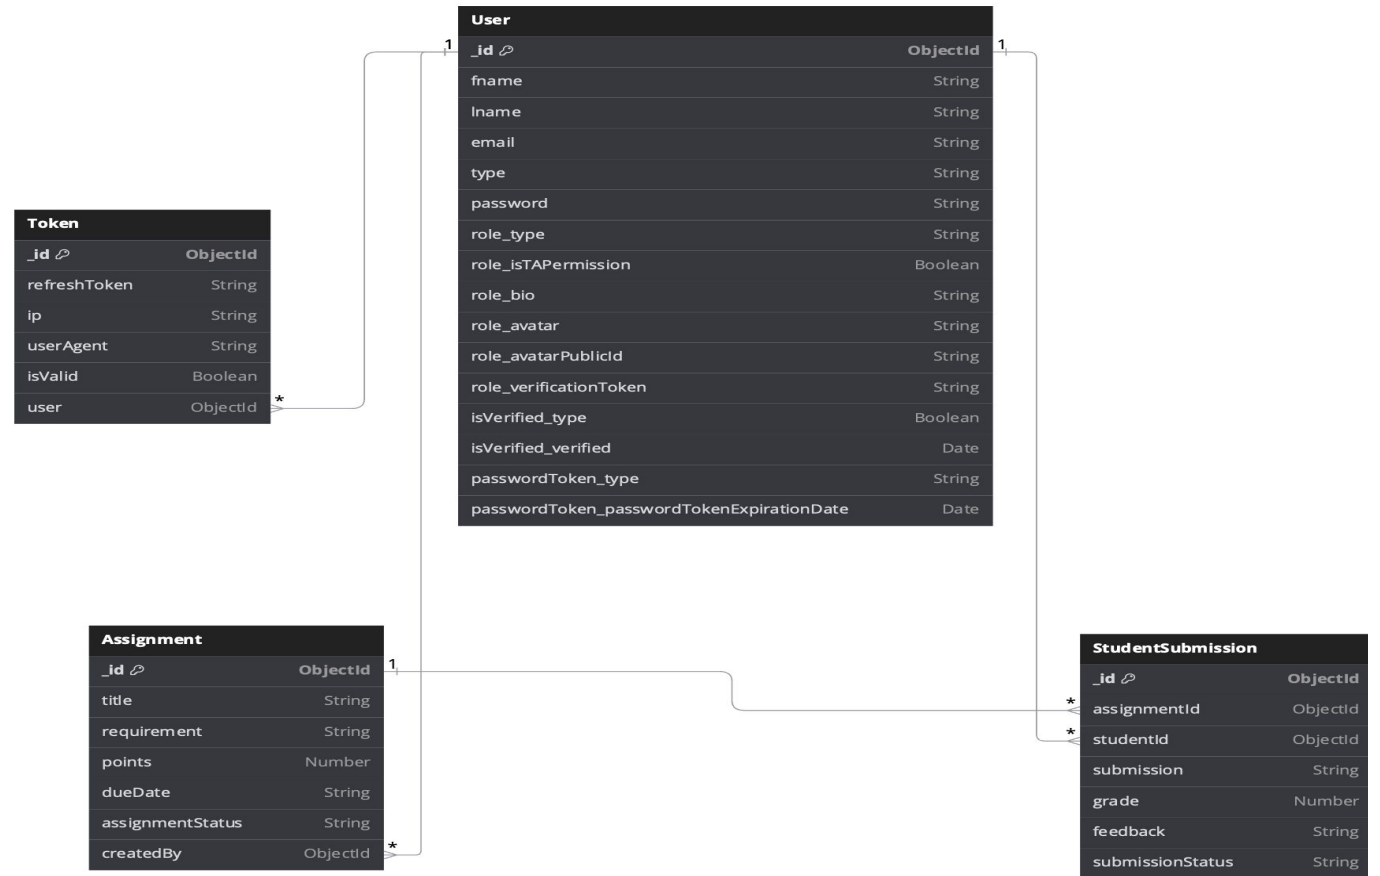 User
1
_id ObjectId
1
fname String
lname String
email String
type String
password String
role_type String
role_isTAPermission Boolean
role_bio String
role_avatar String
role_avatarPublicId String
role_verificationToken String
isVerified_type Boolean
isVerified_verified Date
passwordToken_type String
passwordToken_passwordTokenExpirationDate Date
Token
_id ObjectId
refreshToken String
ip String
userAgent String
isValid Boolean
user ObjectId
*
Assignment
_id ObjectId
1
title String
requirement String
points Number
dueDate String
assignmentStatus String
createdBy ObjectId
*
StudentSubmission
_id ObjectId
* assignmentId ObjectId
* studentId ObjectId
submission String
grade Number
feedback String
submissionStatus String